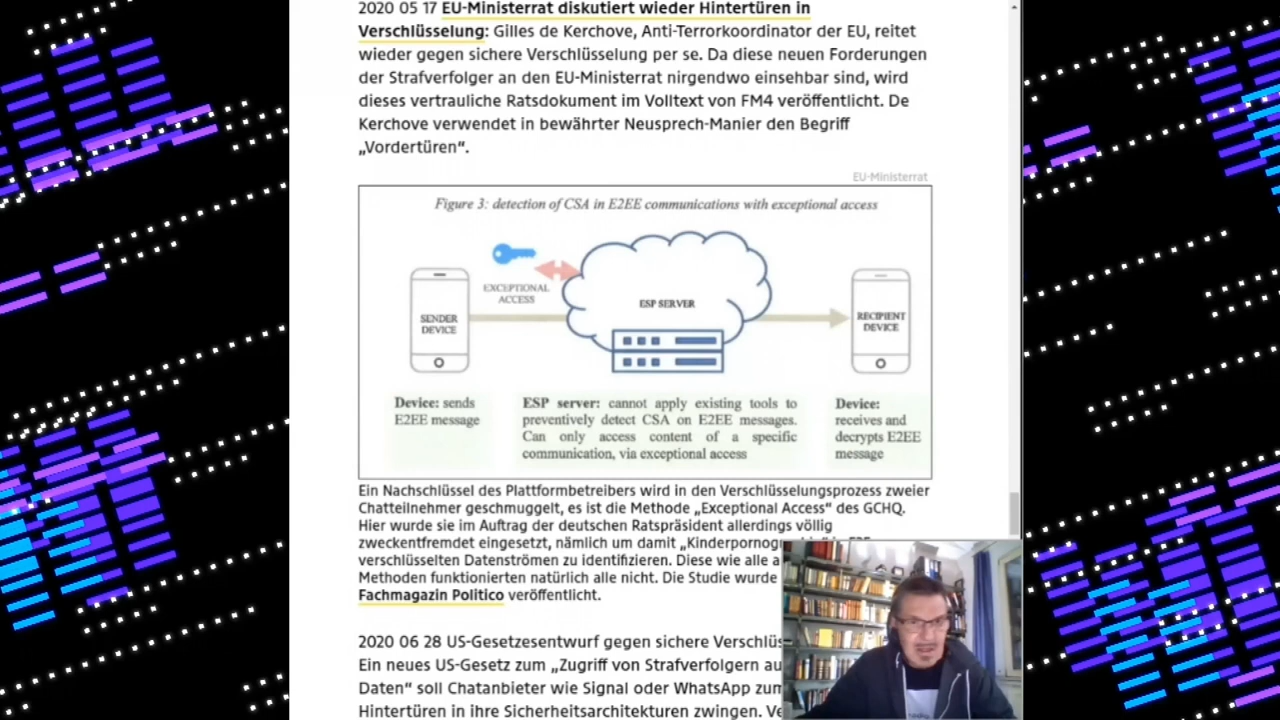 2020 05 17 EU-Ministerrat diskutiert wieder Hintertüren in
Verschlüsselung: Gilles de Kerchove, Anti-Terrorkoordinator der EU, reitet
wieder gegen sichere Verschlüsselung per se. Da diese neuen Forderungen
der Strafverfolger an den EU-Ministerrat nirgendwo einsehbar sind, wird
dieses vertrauliche Ratsdokument im Volltext von FM4 veröffentlicht. De
Kerchove verwendet in bewährter Neusprech-Manier den Begriff
„Vordertüren“.
EU-Ministerrat
Figure 3: detection of CSA in E2EE communications with exceptional access
EXCEPTIONAL
ACCESS
ESP SERVER
SENDER
DEVICE
RECIPIENT
DEVICE
Device: sends
E2EE message
ESP server: cannot apply existing tools to
preventively detect CSA on E2EE messages.
Can only access content of a specific
communication, via exceptional access
Device:
receives and
decrypts E2EE
message
Ein Nachschlüssel des Plattformbetreibers wird in den Verschlüsselungsprozess zweier
Chatteilnehmer geschmuggelt, es ist die Methode „Exceptional Access“ des GCHQ.
Hier wurde sie im Auftrag der deutschen Ratspräsident allerdings völlig
zweckentfremdet eingesetzt, nämlich um damit
verschlüsselten Datenströmen zu identifizieren. Diese wie alle
Methoden funktionierten natürlich alle nicht. Die Studie wurde
Fachmagazin Politico veröffentlicht.
2020 06 28 US-Gesetzesentwurf gegen sichere
Ein neues US-Gesetz zum „Zugriff von Strafverfolgern
Daten“ soll Chatanbieter wie Signal oder WhatsApp
Hintertüren in ihre Sicherheitsarchitekturen zwingen.